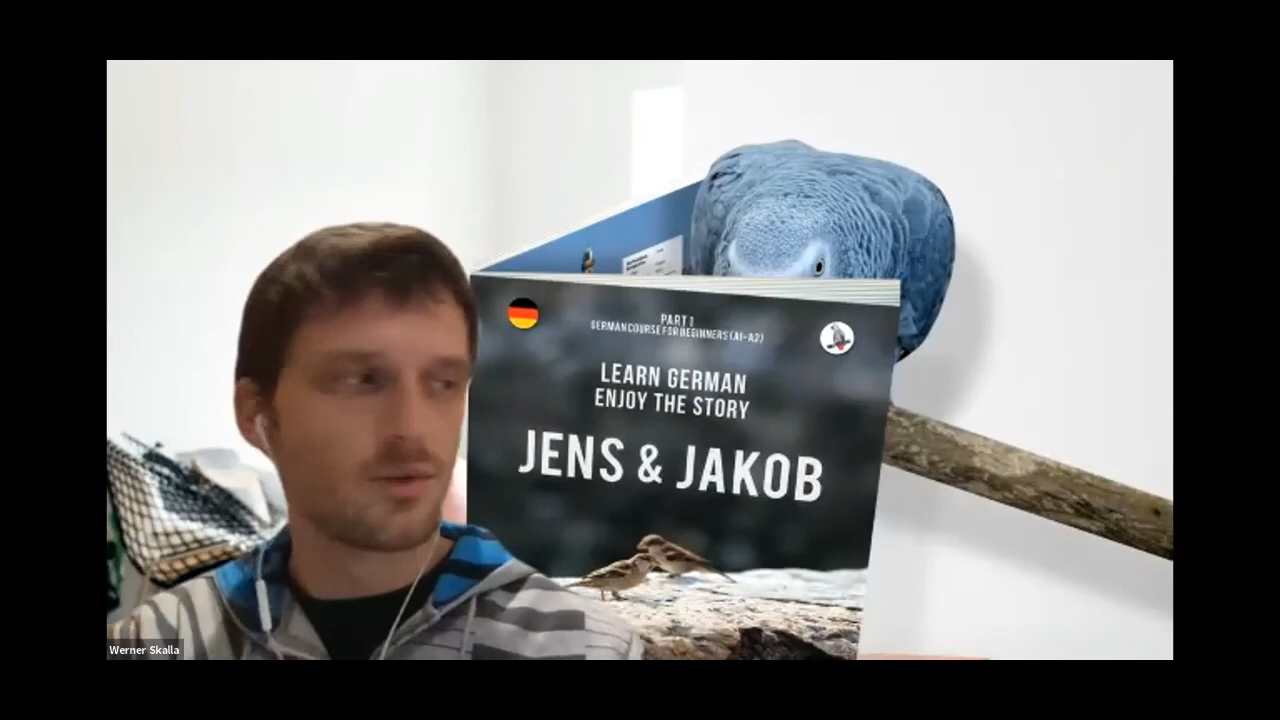 PART 1
GERMAN COURSE FOR BEGINNERS (A1-A2)
LEARN GERMAN
ENJOY THE STORY
JENS & JAKOB
Werner Skalla